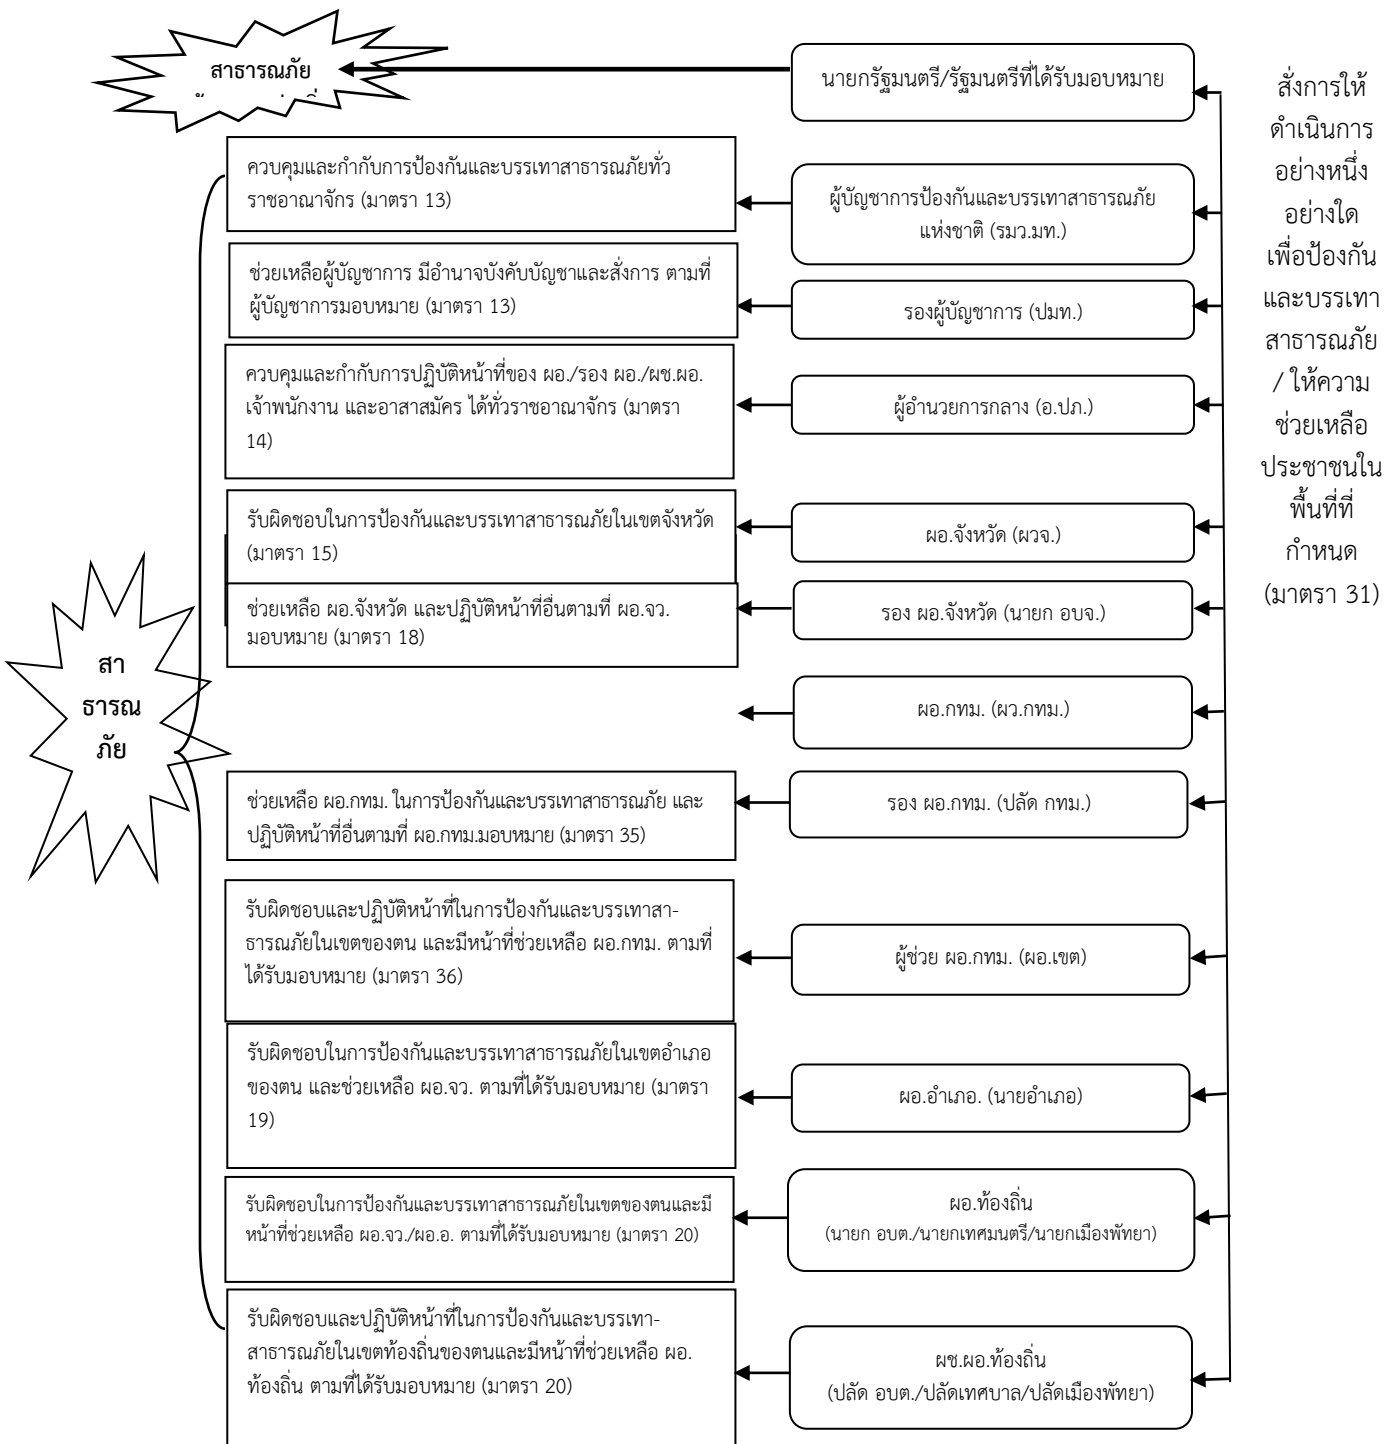 สาธารณภัย
นายกรัฐมนตรี/รัฐมนตรีที่ได้รับมอบหมาย
สั่งการให้
ดำเนินการ
อย่างหนึ่ง
อย่างใด
เพื่อป้องกัน
และบรรเทา
สาธารณภัย
/ ให้ความ
ช่วยเหลือ
ประชาชนใน
พื้นที่ที่
กำหนด
(มาตรา 31)
ควบคุมและกำกับการป้องกันและบรรเทาสาธารณภัยทั่ว
ราชอาณาจักร (มาตรา 13)
ผู้บัญชาการป้องกันและบรรเทาสาธารณภัย
แห่งชาติ (รมว.มท.)
ช่วยเหลือผู้บัญชาการ มีอำนาจบังคับบัญชาและสั่งการ ตามที่
ผู้บัญชาการมอบหมาย (มาตรา 13)
รองผู้บัญชาการ (ปมท.)
ควบคุมและกำกับการปฏิบัติหน้าที่ของ ผอ./รอง ผอ./ผช.ผอ.
เจ้าพนักงาน และอาสาสมัคร ได้ทั่วราชอาณาจักร (มาตรา
14)
ผู้อำนวยการกลาง (อ.ปภ.)
รับผิดชอบในการป้องกันและบรรเทาสาธารณภัยในเขตจังหวัด
(มาตรา 15)
ผอ.จังหวัด (ผวจ.)
ช่วยเหลือ ผอ.จังหวัด และปฏิบัติหน้าที่อื่นตามที่ ผอ.จว.
มอบหมาย (มาตรา 18)
รอง ผอ.จังหวัด (นายก อบจ.)
สา
ธารณ
ภัย
ผอ.กทม. (ผว.กทม.)
ช่วยเหลือ ผอ.กทม. ในการป้องกันและบรรเทาสาธารณภัย และ
ปฏิบัติหน้าที่อื่นตามที่ ผอ.กทม.มอบหมาย (มาตรา 35)
รอง ผอ.กทม. (ปลัด กทม.)
รับผิดชอบและปฏิบัติหน้าที่ในการป้องกันและบรรเทาสา-
ธารณภัยในเขตของตน และมีหน้าที่ช่วยเหลือ ผอ.กทม. ตามที่
ได้รับมอบหมาย (มาตรา 36)
ผู้ช่วย ผอ.กทม. (ผอ.เขต)
รับผิดชอบในการป้องกันและบรรเทาสาธารณภัยในเขตอำเภอ
ของตน และช่วยเหลือ ผอ.จว. ตามที่ได้รับมอบหมาย (มาตรา
19)
ผอ.อำเภอ. (นายอำเภอ)
รับผิดชอบในการป้องกันและบรรเทาสาธารณภัยในเขตของตนและมี
หน้าที่ช่วยเหลือ ผอ.จว./ผอ.อ. ตามที่ได้รับมอบหมาย (มาตรา 20)
ผอ.ท้องถิ่น
(นายก อบต./นายกเทศมนตรี/นายกเมืองพัทยา)
รับผิดชอบและปฏิบัติหน้าที่ในการป้องกันและบรรเทา-
สาธารณภัยในเขตท้องถิ่นของตนและมีหน้าที่ช่วยเหลือ ผอ.
ท้องถิ่น ตามที่ได้รับมอบหมาย (มาตรา 20)
ผช.ผอ.ท้องถิ่น
(ปลัด อบต./ปลัดเทศบาล/ปลัดเมืองพัทยา)